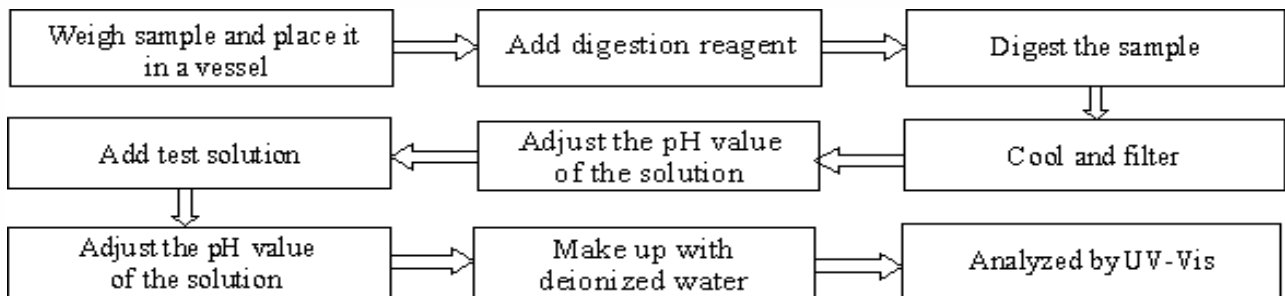 Weigh sample and place it
in a vessel
Add digestion reagent
Digest the sample
Cool and filter
Adjust the pH value
of the solution
Add test solution
Adjust the pH value
of the solution
Make up with
deionized water
Analyzed by UV-Vis